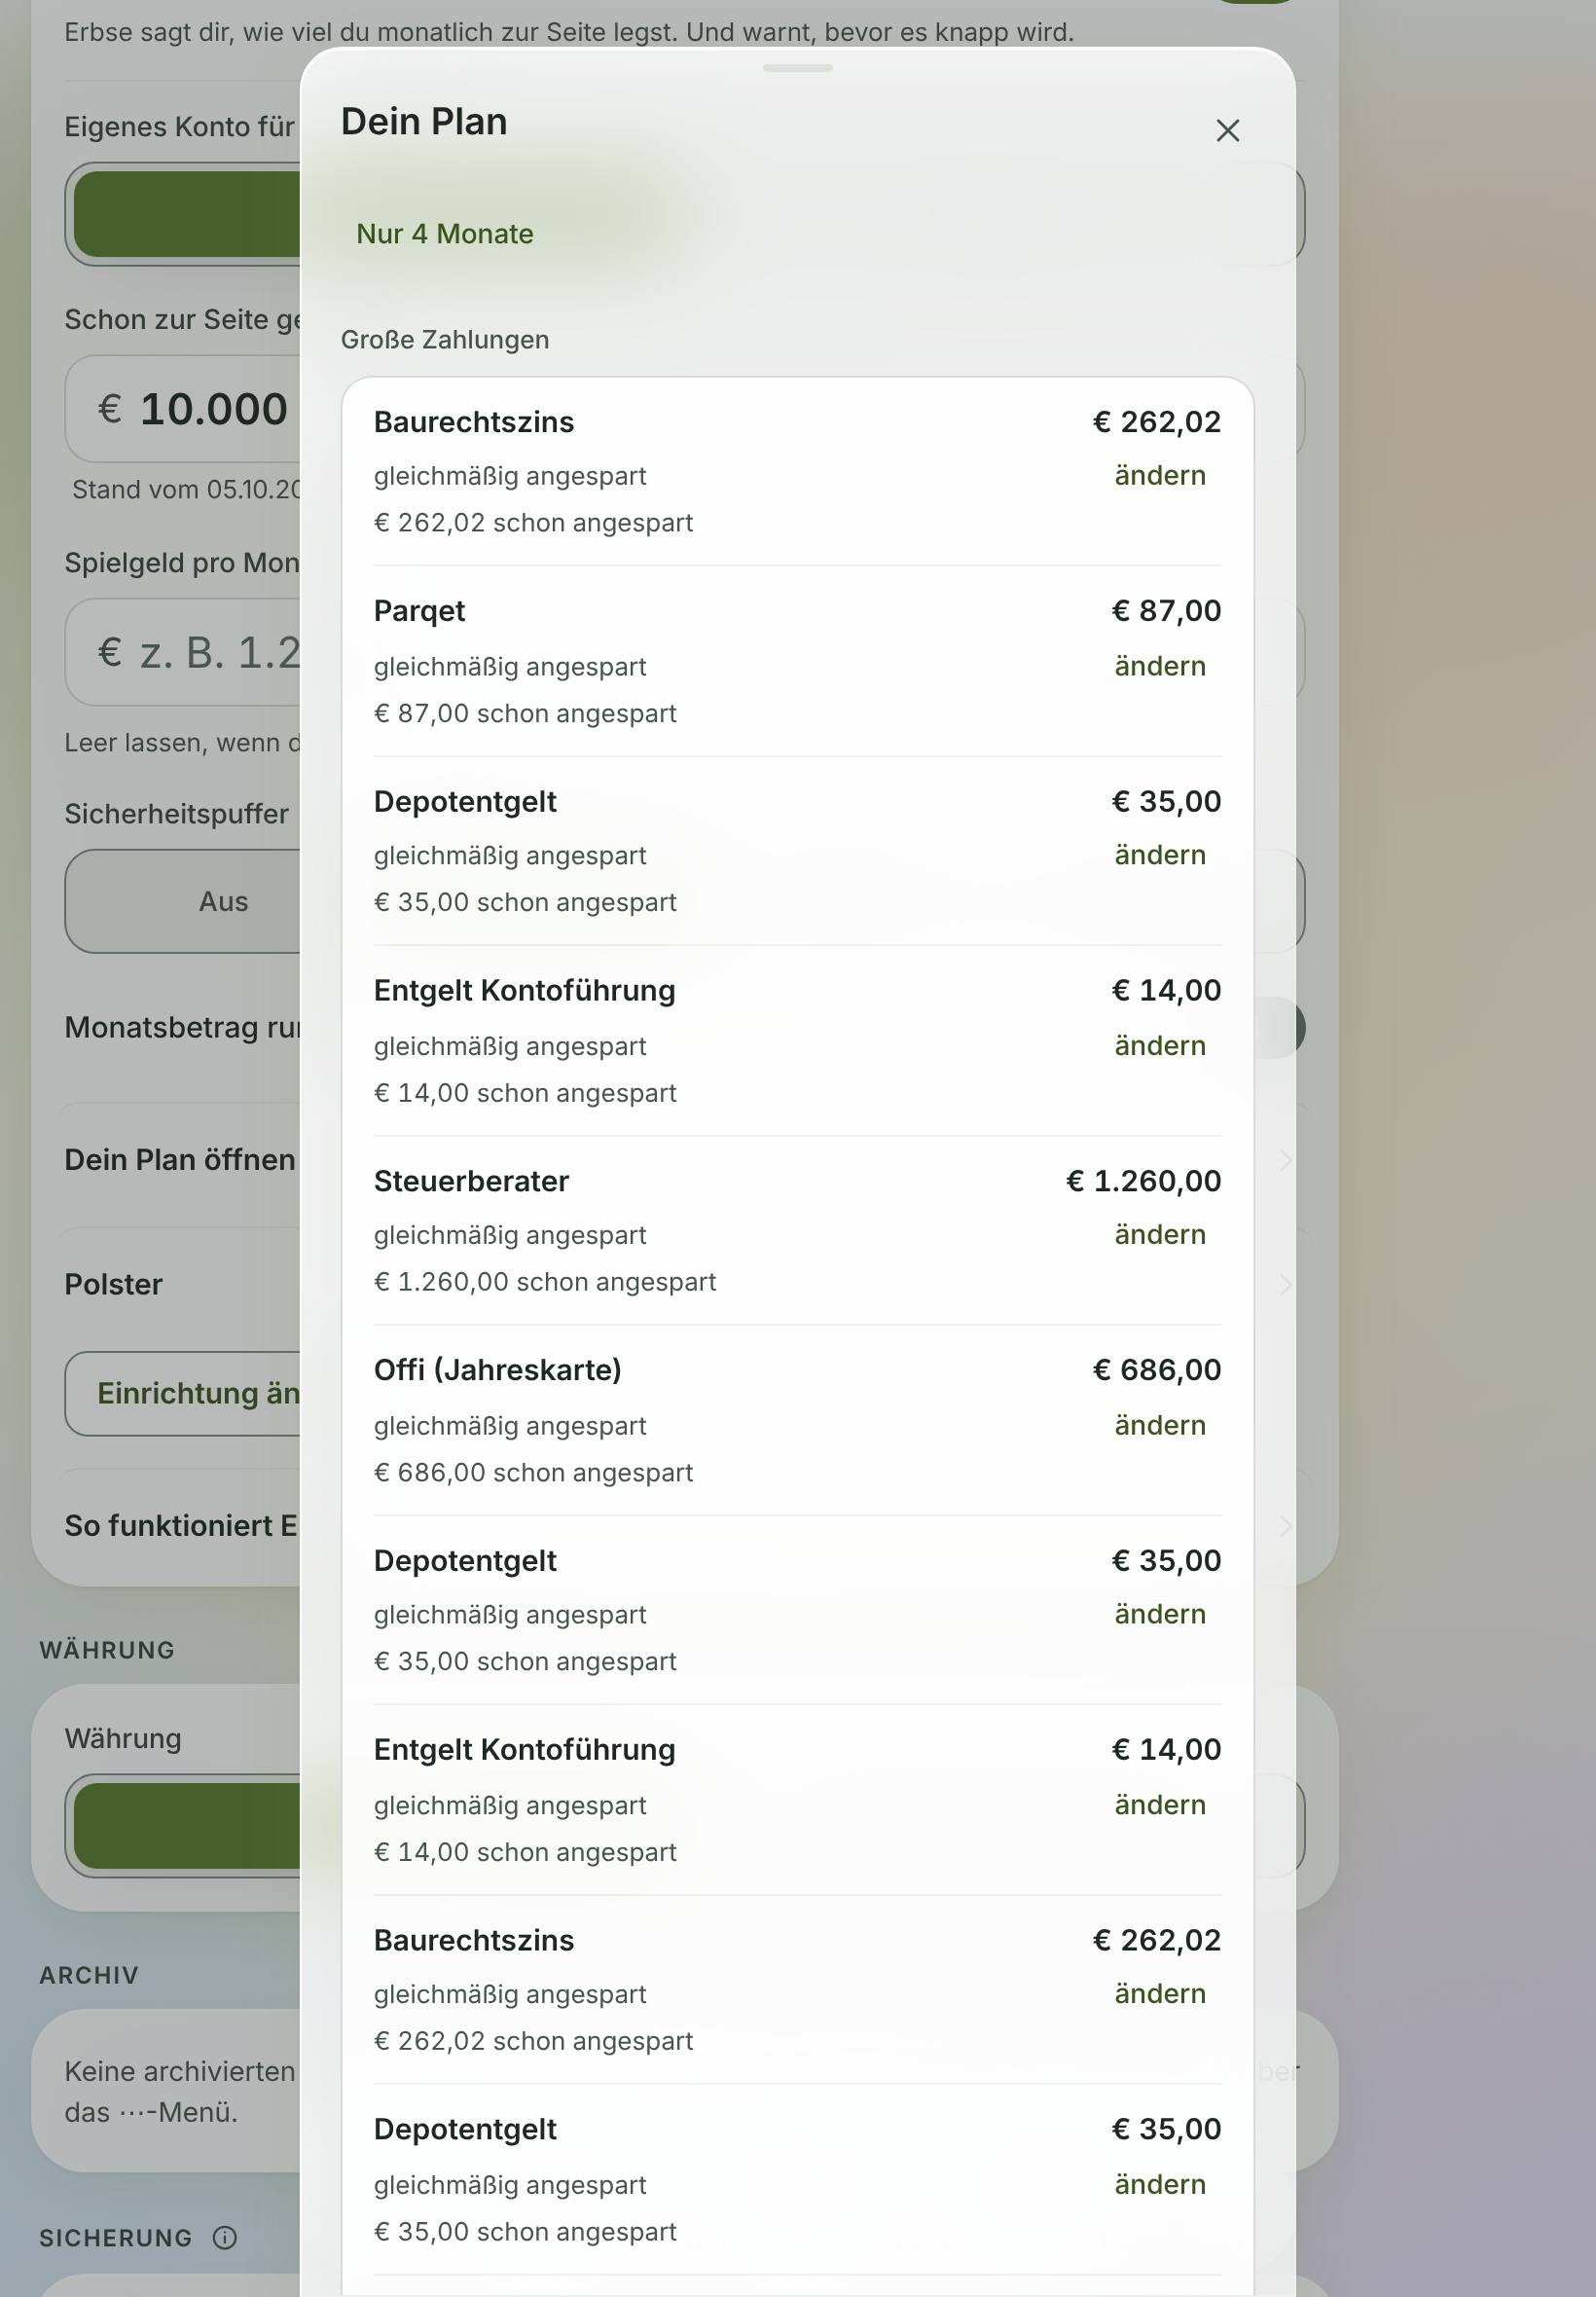 Erbse sagt dir, wie viel du monatlich zur Seite legst. Und warnt, bevor es knapp wird.
Dein Plan
Nur 4 Monate
Große Zahlungen
Baurechtszins € 262,02
gleichmäßig angespart ändern
€ 262,02 schon angespart
Parqet € 87,00
gleichmäßig angespart ändern
€ 87,00 schon angespart
Depotentgelt € 35,00
gleichmäßig angespart ändern
€ 35,00 schon angespart
Entgelt Kontoführung € 14,00
gleichmäßig angespart ändern
€ 14,00 schon angespart
Steuerberater € 1.260,00
gleichmäßig angespart ändern
€ 1.260,00 schon angespart
Offi (Jahreskarte) € 686,00
gleichmäßig angespart ändern
€ 686,00 schon angespart
Depotentgelt € 35,00
gleichmäßig angespart ändern
€ 35,00 schon angespart
Entgelt Kontoführung € 14,00
gleichmäßig angespart ändern
€ 14,00 schon angespart
Baurechtszins € 262,02
gleichmäßig angespart ändern
€ 262,02 schon angespart
Depotentgelt € 35,00
gleichmäßig angespart ändern
€ 35,00 schon angespart
Eigenes Konto für
Schon zur Seite
€ 10.000
Stand vom 05.10.20
Spielgeld pro Mon
€ z. B. 1.2
Leer lassen, wenn d
Sicherheitspuffer
Aus
Monatsbetrag ru
Dein Plan öffnen
Polster
Einrichtung än
So funktioniert E
WÄHRUNG
Währung
ARCHIV
Keine archivierten
das ···-Menü.
SICHERUNG